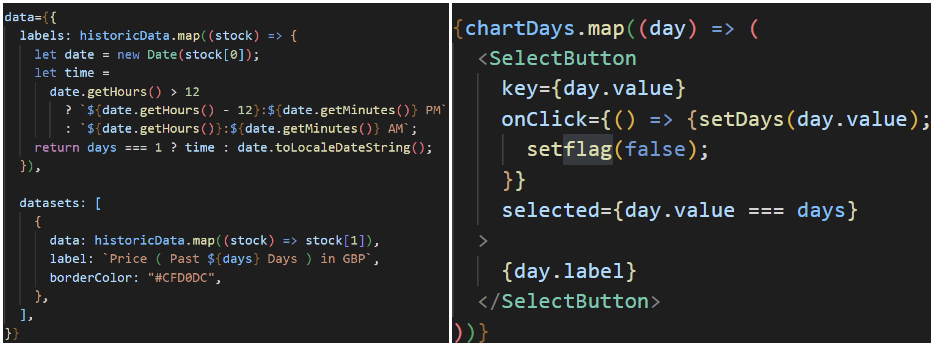 data={{
labels: historicData.map((stock) => {
let date = new Date(stock[0]);
let time =
date.getHours() > 12
? `${date.getHours() - 12}:${date.getMinutes()} PM`
: `${date.getHours()}:${date.getMinutes()} AM`;
return days === 1 ? time : date.toLocaleDateString();
}),
datasets: [
{
data: historicData.map((stock) => stock[1]),
label: `Price ( Past ${days} Days ) in GBP`,
borderColor: "#CFD0DC",
},
],
}}
{chartDays.map((day) => (
<SelectButton
key={day.value}
onClick={() => {setDays(day.value);
setflag(false);
}}
selected={day.value === days}
>
{day.label}
</SelectButton>
))}